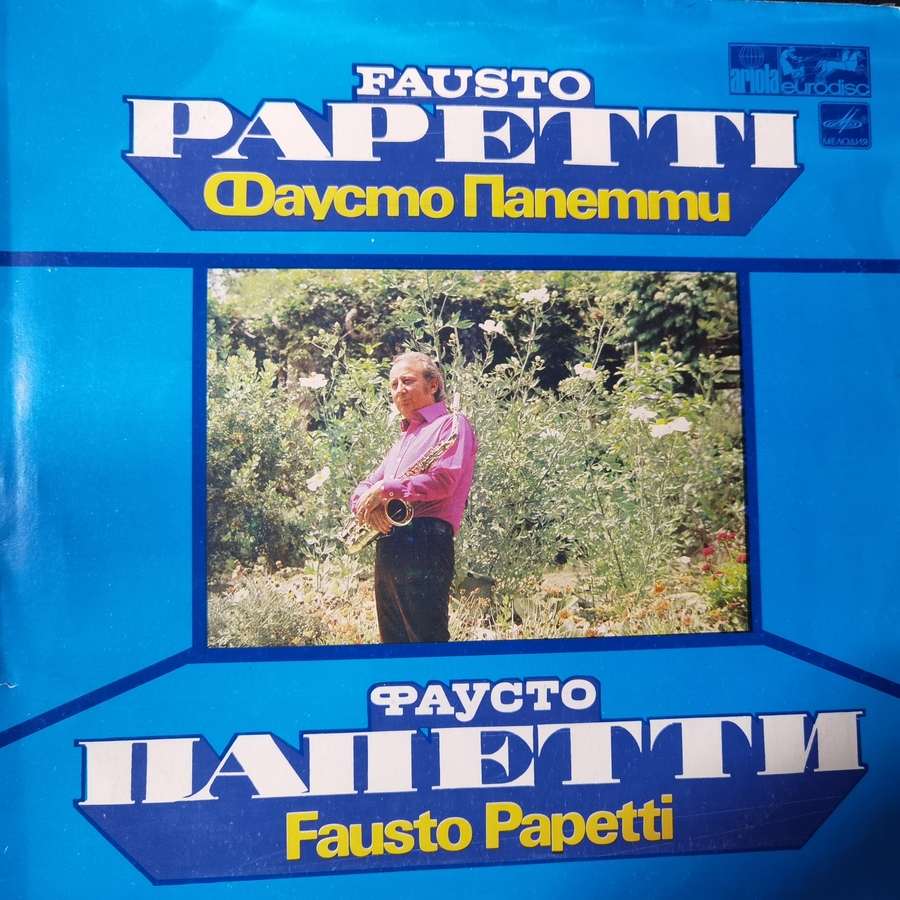 FAUSTO
PAPETTI
Фаусто Папетти
ariola
eurodisc
МЕЛОДИЯ
ФАУСТО
ПАПЕТТИ
Fausto Papetti